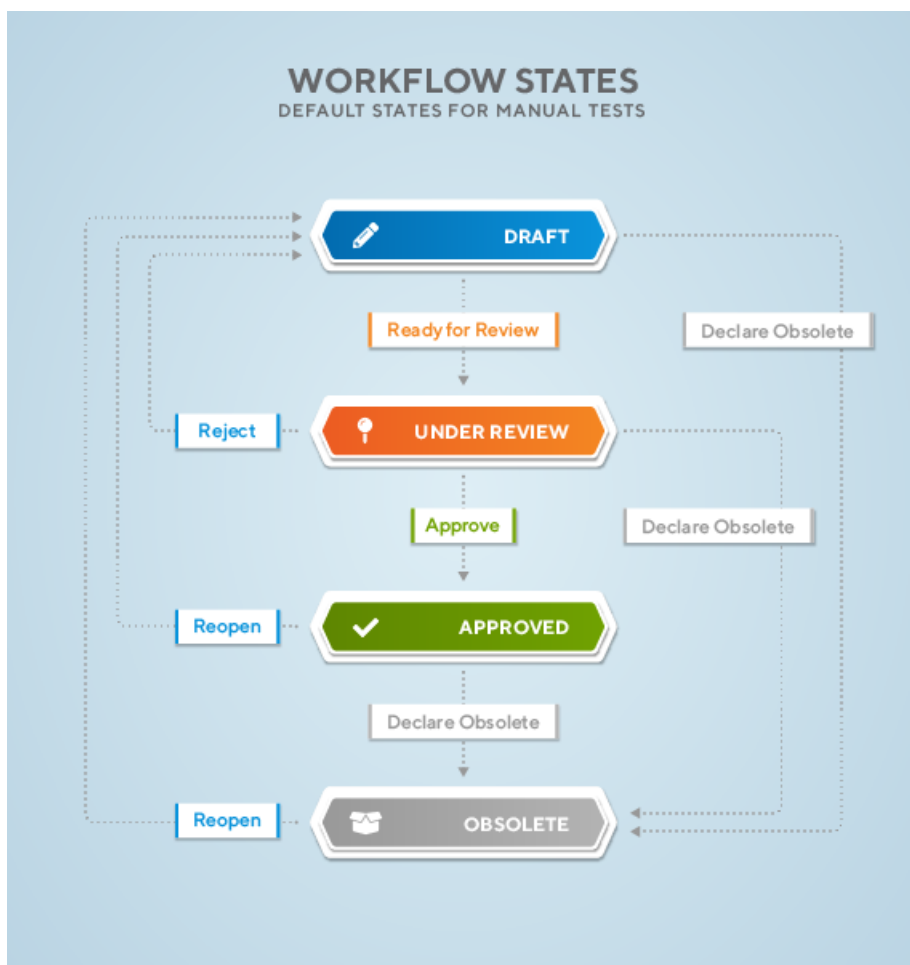 WORKFLOW STATES
DEFAULT STATES FOR MANUAL TESTS
DRAFT
Ready for Review
Declare Obsolete
Reject
UNDER REVIEW
Approve
Declare Obsolete
Reopen
APPROVED
Declare Obsolete
Reopen
OBSOLETE